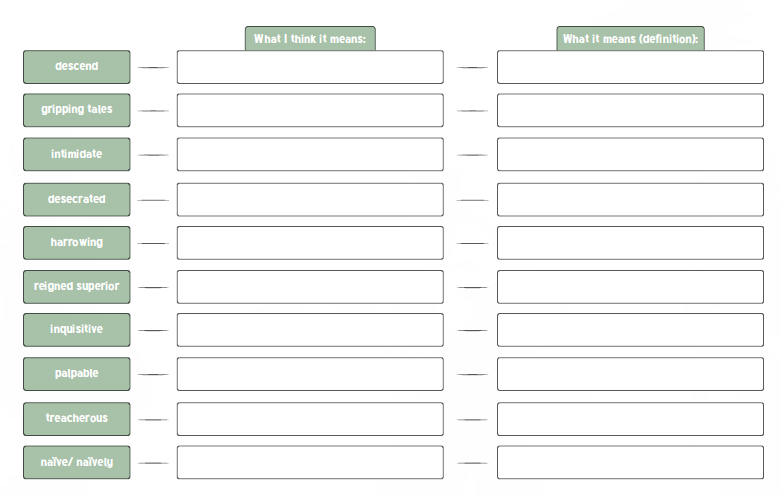 What I think it means:
What it means (definition):
descend
gripping tales
intimidate
desecrated
harrowing
reigned superior
inquisitive
palpable
treacherous
naïve/ naïvely